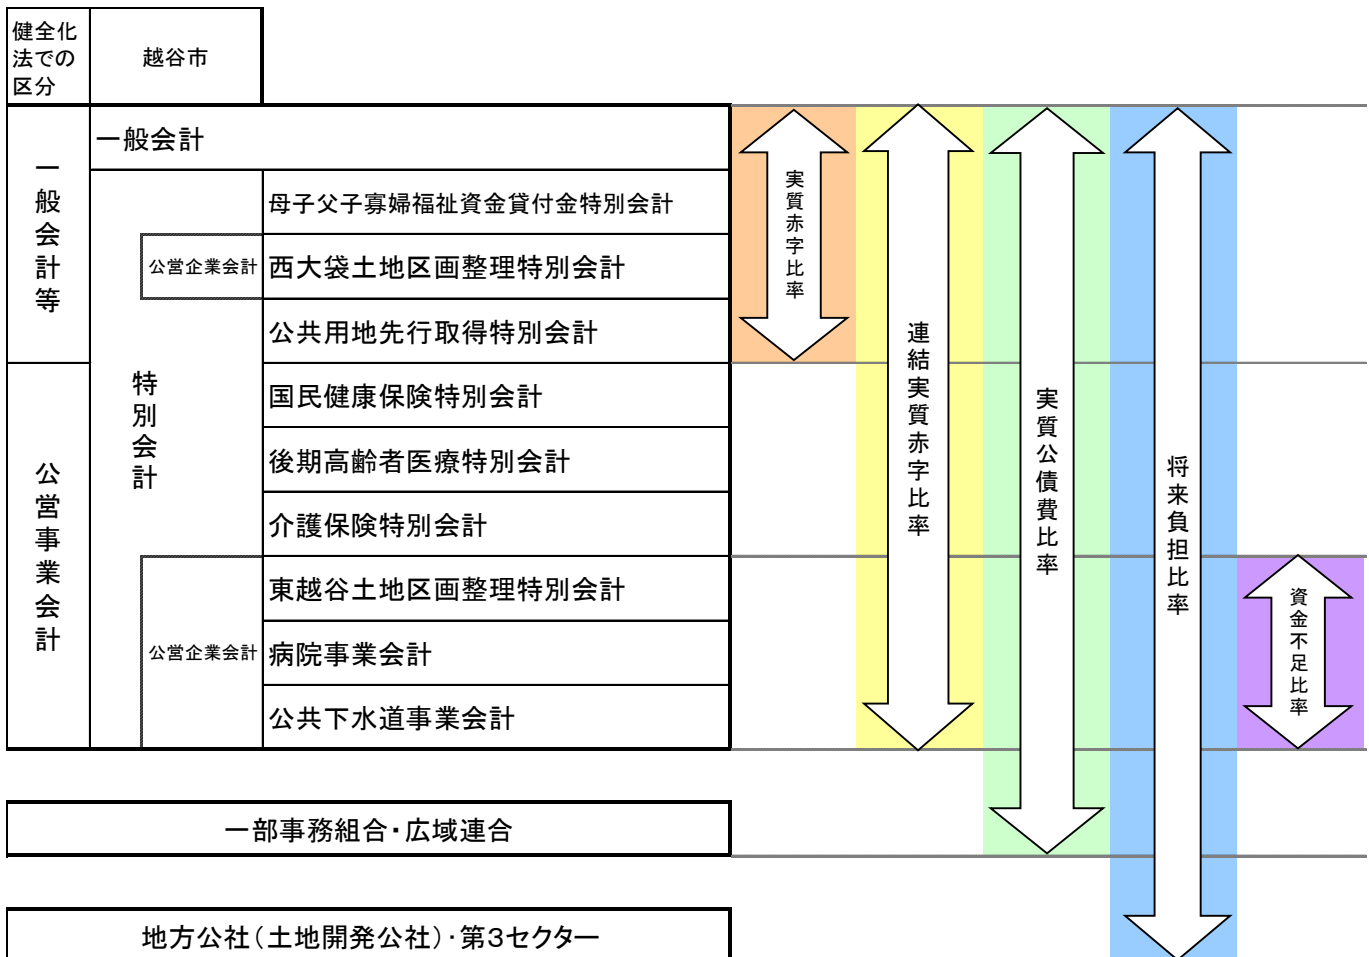 健全化
法での
区分
越谷市
一般会計等
一般会計
特別会計
母子父子寡婦福祉資金貸付金特別会計
公営企業会計
西大袋土地区画整理特別会計
公共用地先行取得特別会計
公営事業会計
国民健康保険特別会計
後期高齢者医療特別会計
介護保険特別会計
公営企業会計
東越谷土地区画整理特別会計
病院事業会計
公共下水道事業会計
実質赤字比率
連結実質赤字比率
実質公債費比率
将来負担比率
資金不足比率
一部事務組合・広域連合
地方公社(土地開発公社)・第3セクター